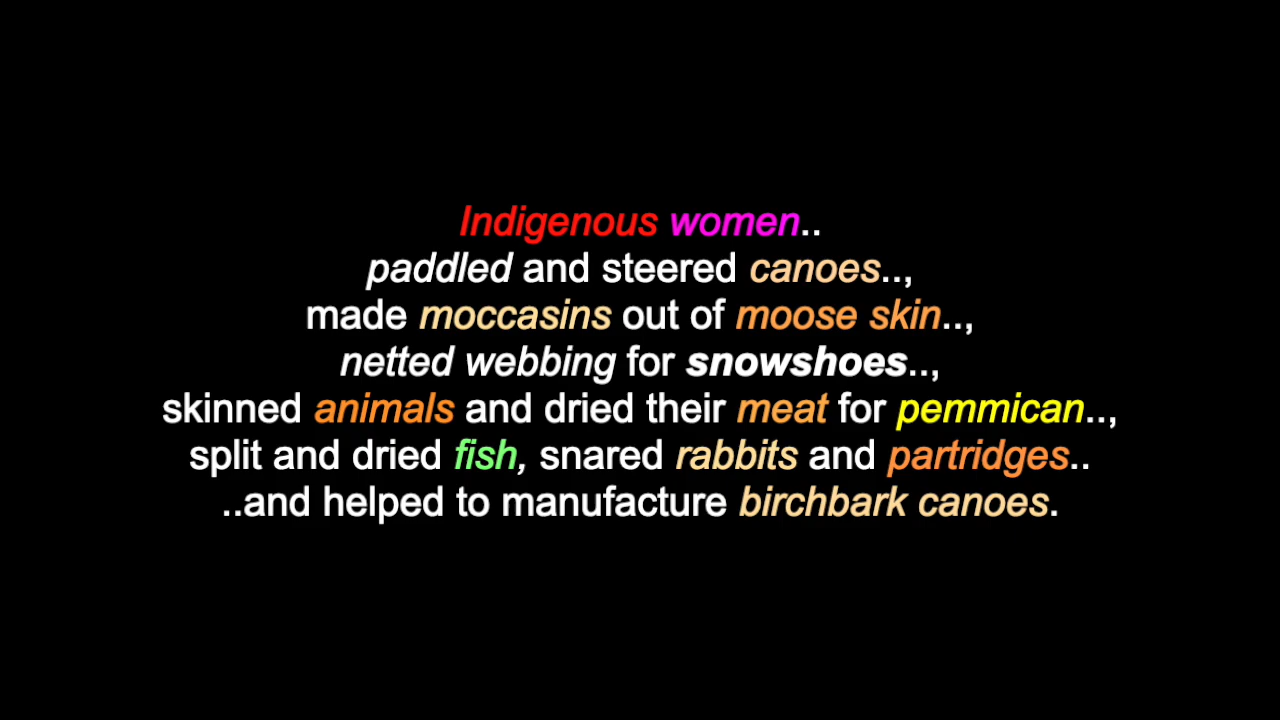 Indigenous women..
paddled and steered canoes..,
made moccasins out of moose skin..,
netted webbing for snowshoes..,
skinned animals and dried their meat for pemmican..,
split and dried fish, snared rabbits and partridges..
..and helped to manufacture birchbark canoes.